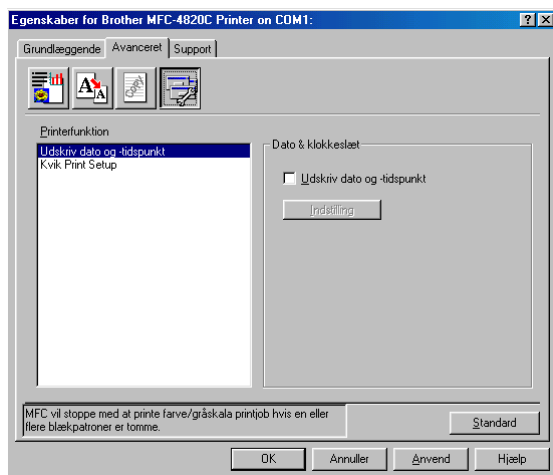 Egenskaber for Brother MFC-4820C Printer on COM1:
Grundlæggende Avanceret Support
Copy
Printerfunktion
Udskriv dato og -tidspunkt
Kvik Print Setup
Dato & klokkeslæt
Udskriv dato og -tidspunkt
Indstilling
MFC vil stoppe med at printe farve/gråskala printjob hvis en eller
flere blækpatroner er tomme.
Standard
OK Annuller Anvend Hjælp